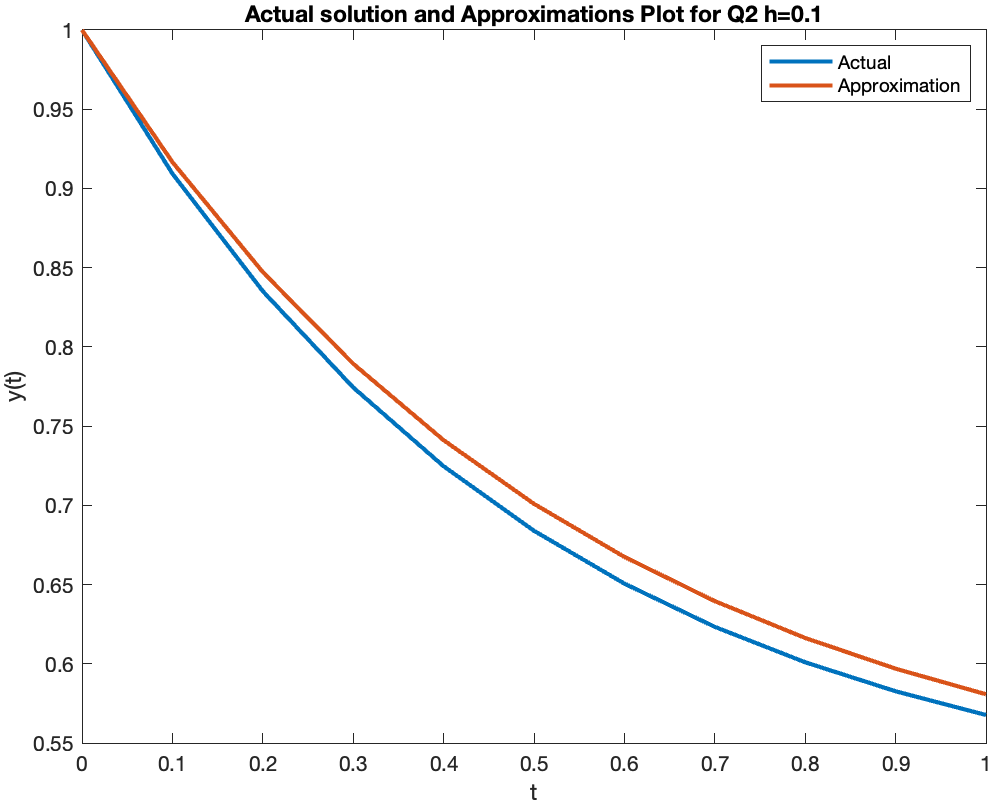 Actual solution and Approximations Plot for Q2 h=0.1
Actual
Approximation
1
0.95
0.9
0.85
0.8
0.75
0.7
0.65
0.6
0.55
y(t)
0 0.1 0.2 0.3 0.4 0.5 0.6 0.7 0.8 0.9 1
t